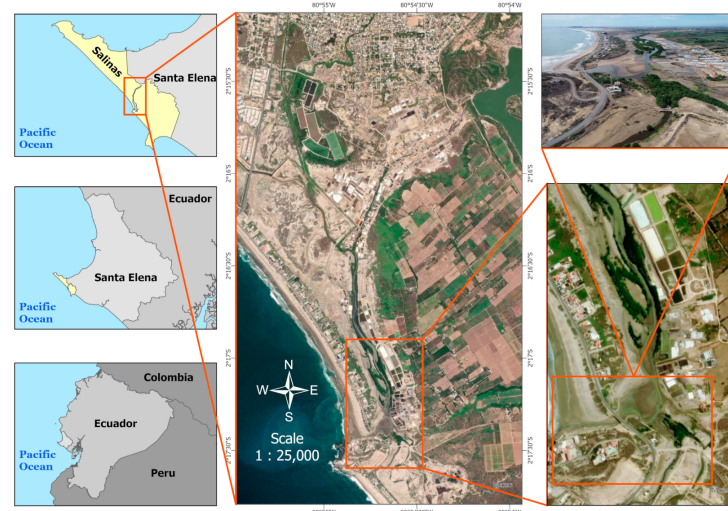 80°55'W
80°54'30"W
80°54'W
Salinas
Santa Elena
Pacific
Ocean
2°15'30"S
2°15'30"S
2°16'S
2°16'S
Ecuador
Santa Elena
Pacific
Ocean
2°16'30"S
2°16'30"S
2°17'S
2°17'S
N
W
E
S
Scale
1 : 25,000
Colombia
Ecuador
Pacific
Ocean
Peru
2°17'30"S
2°17'30"S